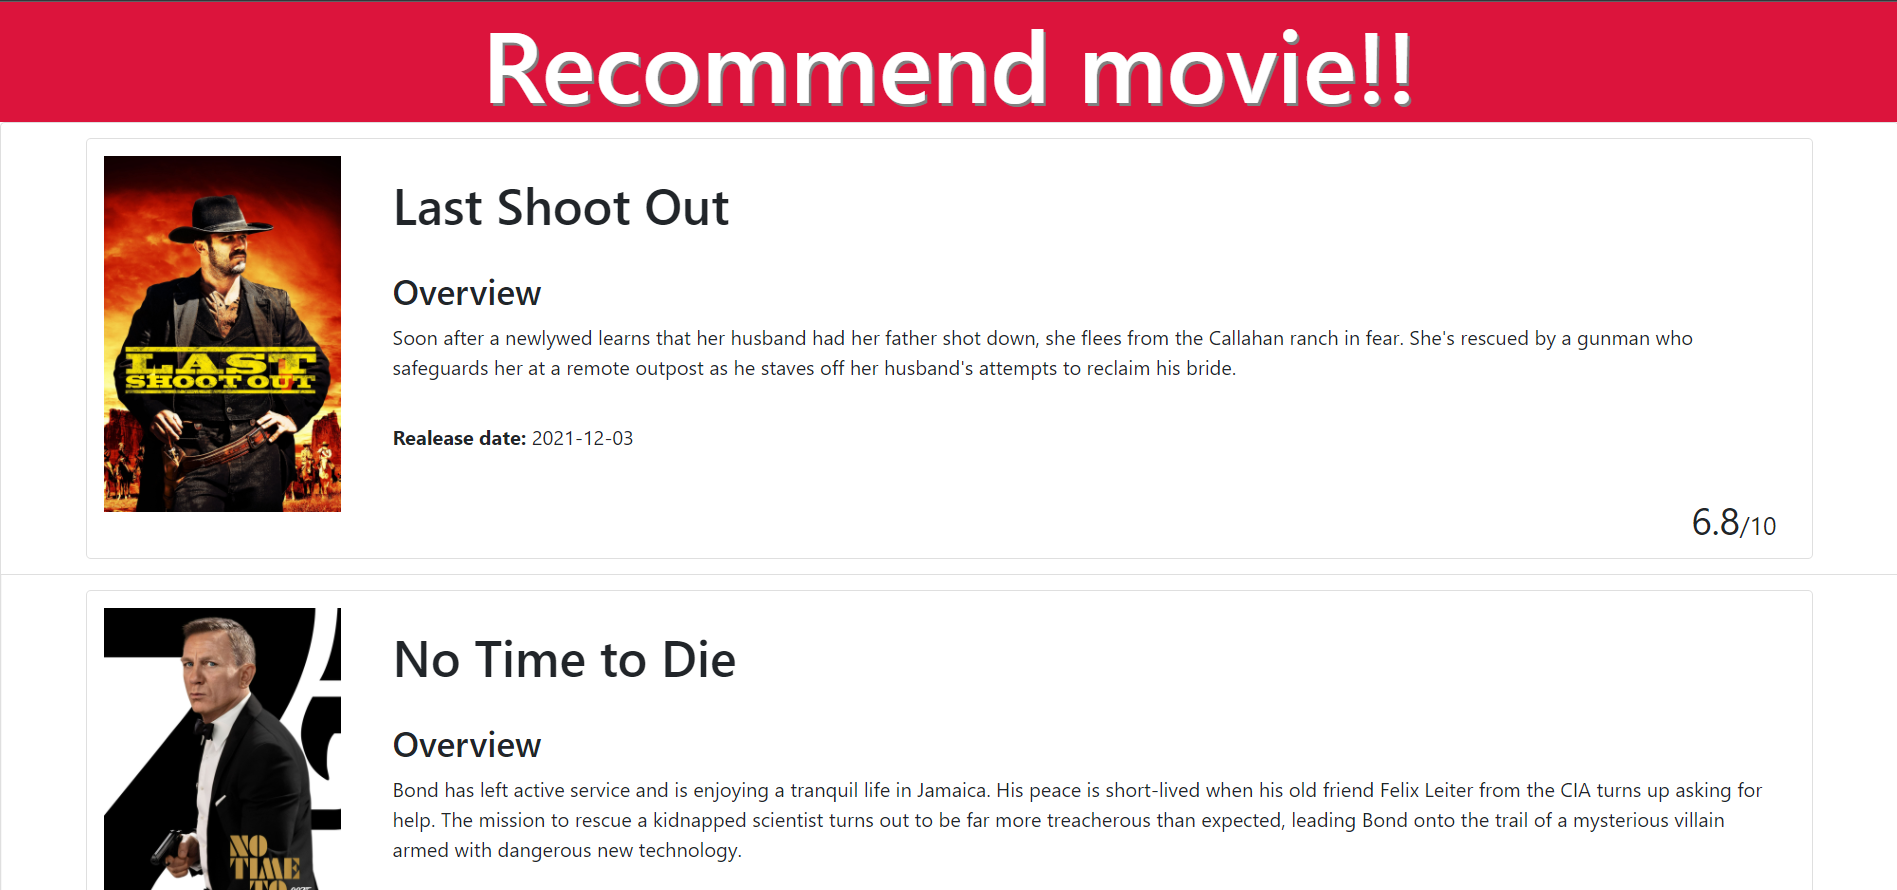 Recommend movie!!
LAST
SHOOT OUT
Last Shoot Out
Overview
Soon after a newlywed learns that her husband had her father shot down, she flees from the Callahan ranch in fear. She's rescued by a gunman who
safeguards her at a remote outpost as he staves off her husband's attempts to reclaim his bride.
Realease date: 2021-12-03
6.8/10
NO
TIME
TO
No Time to Die
Overview
Bond has left active service and is enjoying a tranquil life in Jamaica. His peace is short-lived when his old friend Felix Leiter from the CIA turns up asking for
help. The mission to rescue a kidnapped scientist turns out to be far more treacherous than expected, leading Bond onto the trail of a mysterious villain
armed with dangerous new technology.